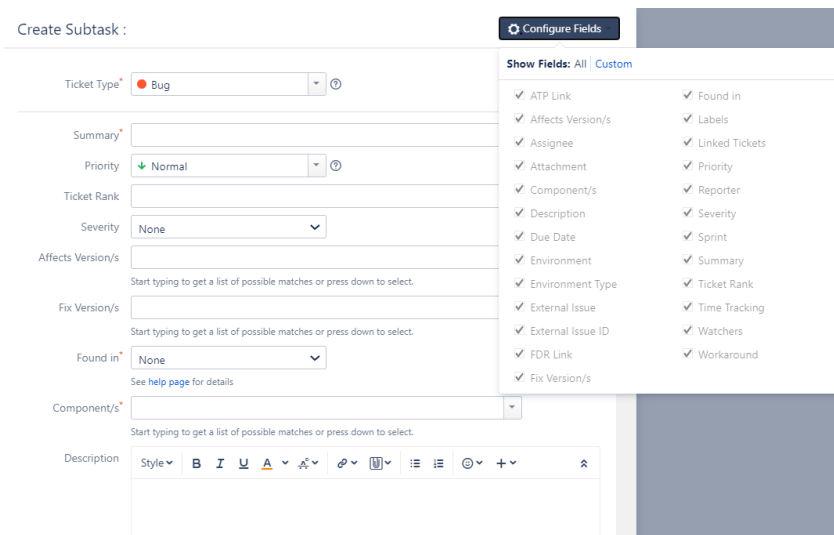 Create Subtask :
Configure Fields
Show Fields: All Custom
Ticket Type*
Bug
Summary*
Priority
Normal
Ticket Rank
Severity
None
Affects Version/s
Start typing to get a list of possible matches or press down to select.
Fix Version/s
Start typing to get a list of possible matches or press down to select.
Found in*
None
See help page for details
Component/s*
Start typing to get a list of possible matches or press down to select.
Description
Style B I U A
ATP Link
Affects Version/s
Assignee
Attachment
Component/s
Description
Due Date
Environment
Environment Type
External Issue
External Issue ID
FDR Link
Fix Version/s
Found in
Labels
Linked Tickets
Priority
Reporter
Severity
Sprint
Summary
Ticket Rank
Time Tracking
Watchers
Workaround